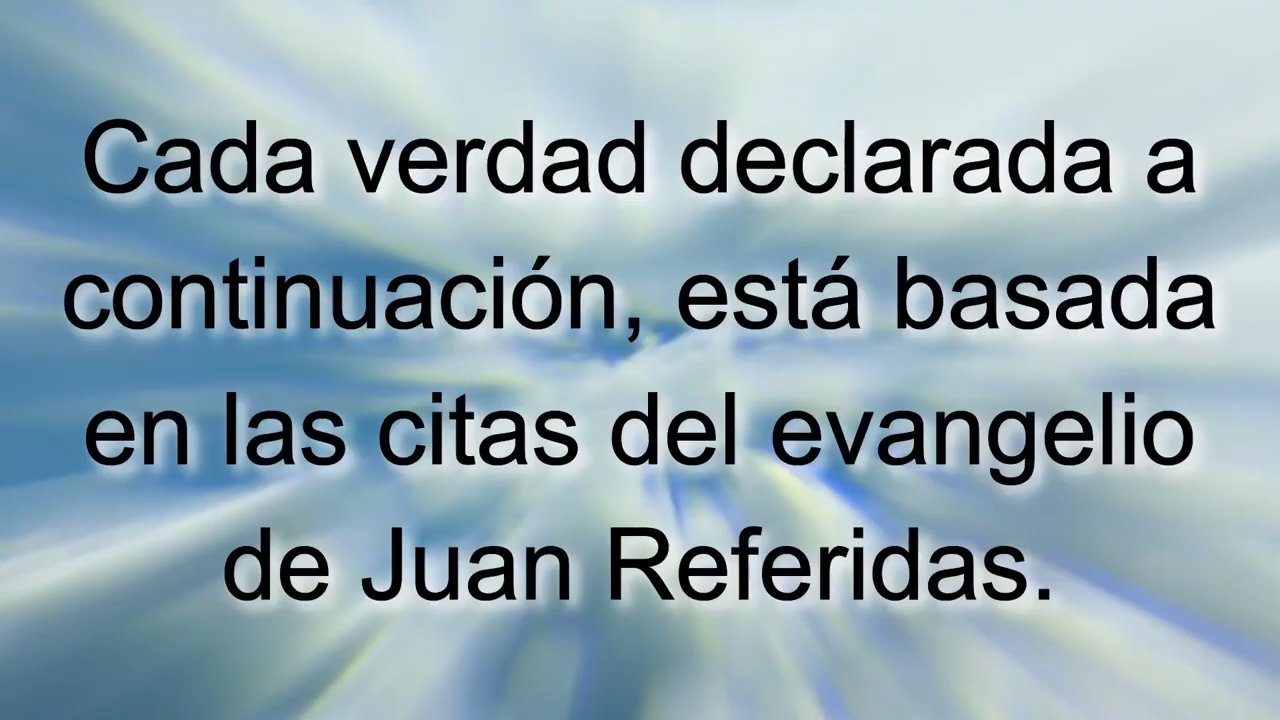 Cada verdad declarada a
continuación, está basada
en las citas del evangelio
de Juan Referidas.